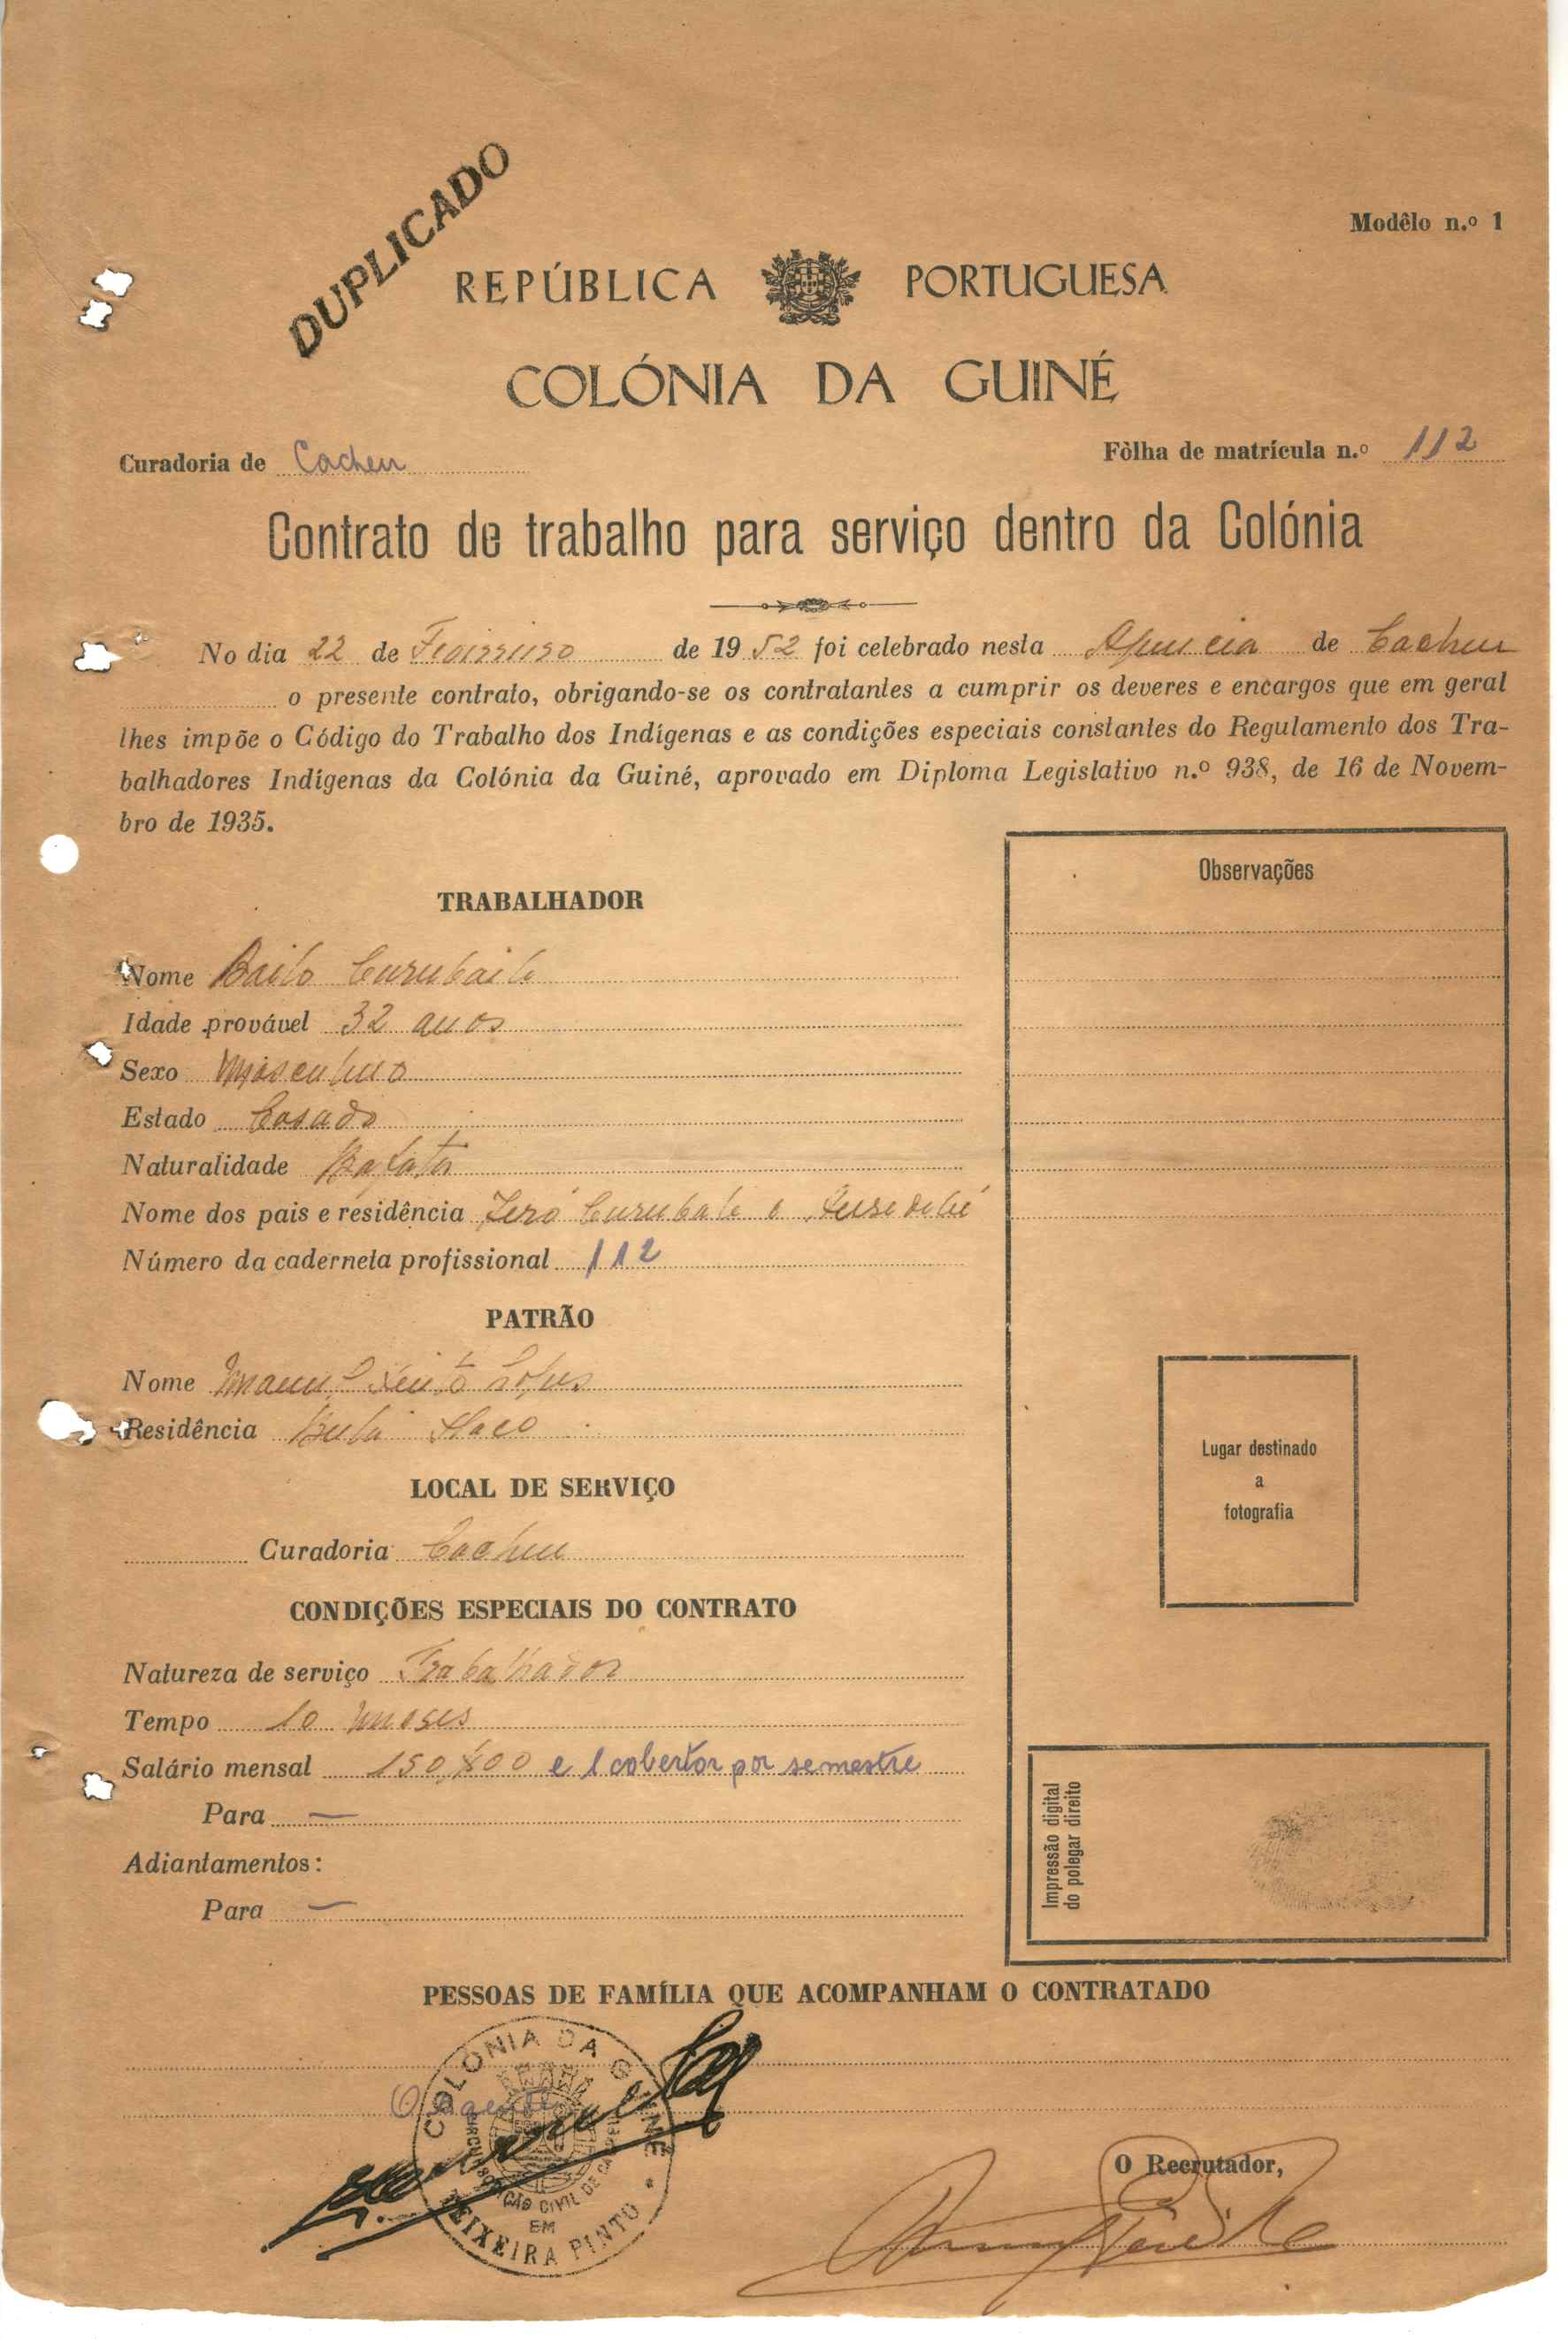 DUPLICADO
Modêlo n.º 1
REPÚBLICA PORTUGUESA
COLÓNIA DA GUINÉ
Curadoria de Cacheu
Fôlha de matrícula n.º 112
Contrato de trabalho para serviço dentro da Colónia
No dia 22 de Fevereiro de 1952 foi celebrado nesta de Cacheu
o presente contrato, obrigando-se os contratantes a cumprir os deveres e encargos que em geral
lhes impõe o Código do Trabalho dos Indígenas e as condições especiais constantes do Regulamento dos Tra-
balhadores Indígenas da Colónia da Guiné, aprovado em Diploma Legislativo n.º 938, de 16 de Novem-
bro de 1935.
Observações
TRABALHADOR
Nome Bailo
Idade provável 32 anos
Sexo Masculino
Estado Casado
Naturalidade Bafatá
Nome dos pais e residência
Número da caderneta profissional 112
PATRÃO
Nome Manuel
Residência Bula
LOCAL DE SERVIÇO
Curadoria Cacheu
Lugar destinado
a
fotografia
CONDIÇÕES ESPECIAIS DO CONTRATO
Natureza de serviço Trabalhador
Tempo 10 meses
Salário mensal 150$00 e 1 cobertor por semestre
Para —
Adiantamentos:
Para —
Impressão digital
do polegar direito
PESSOAS DE FAMÍLIA QUE ACOMPANHAM O CONTRATADO
COLÓNIA DA GUINÉ
O
EM
TEIXEIRA PINTO
O Recrutador,